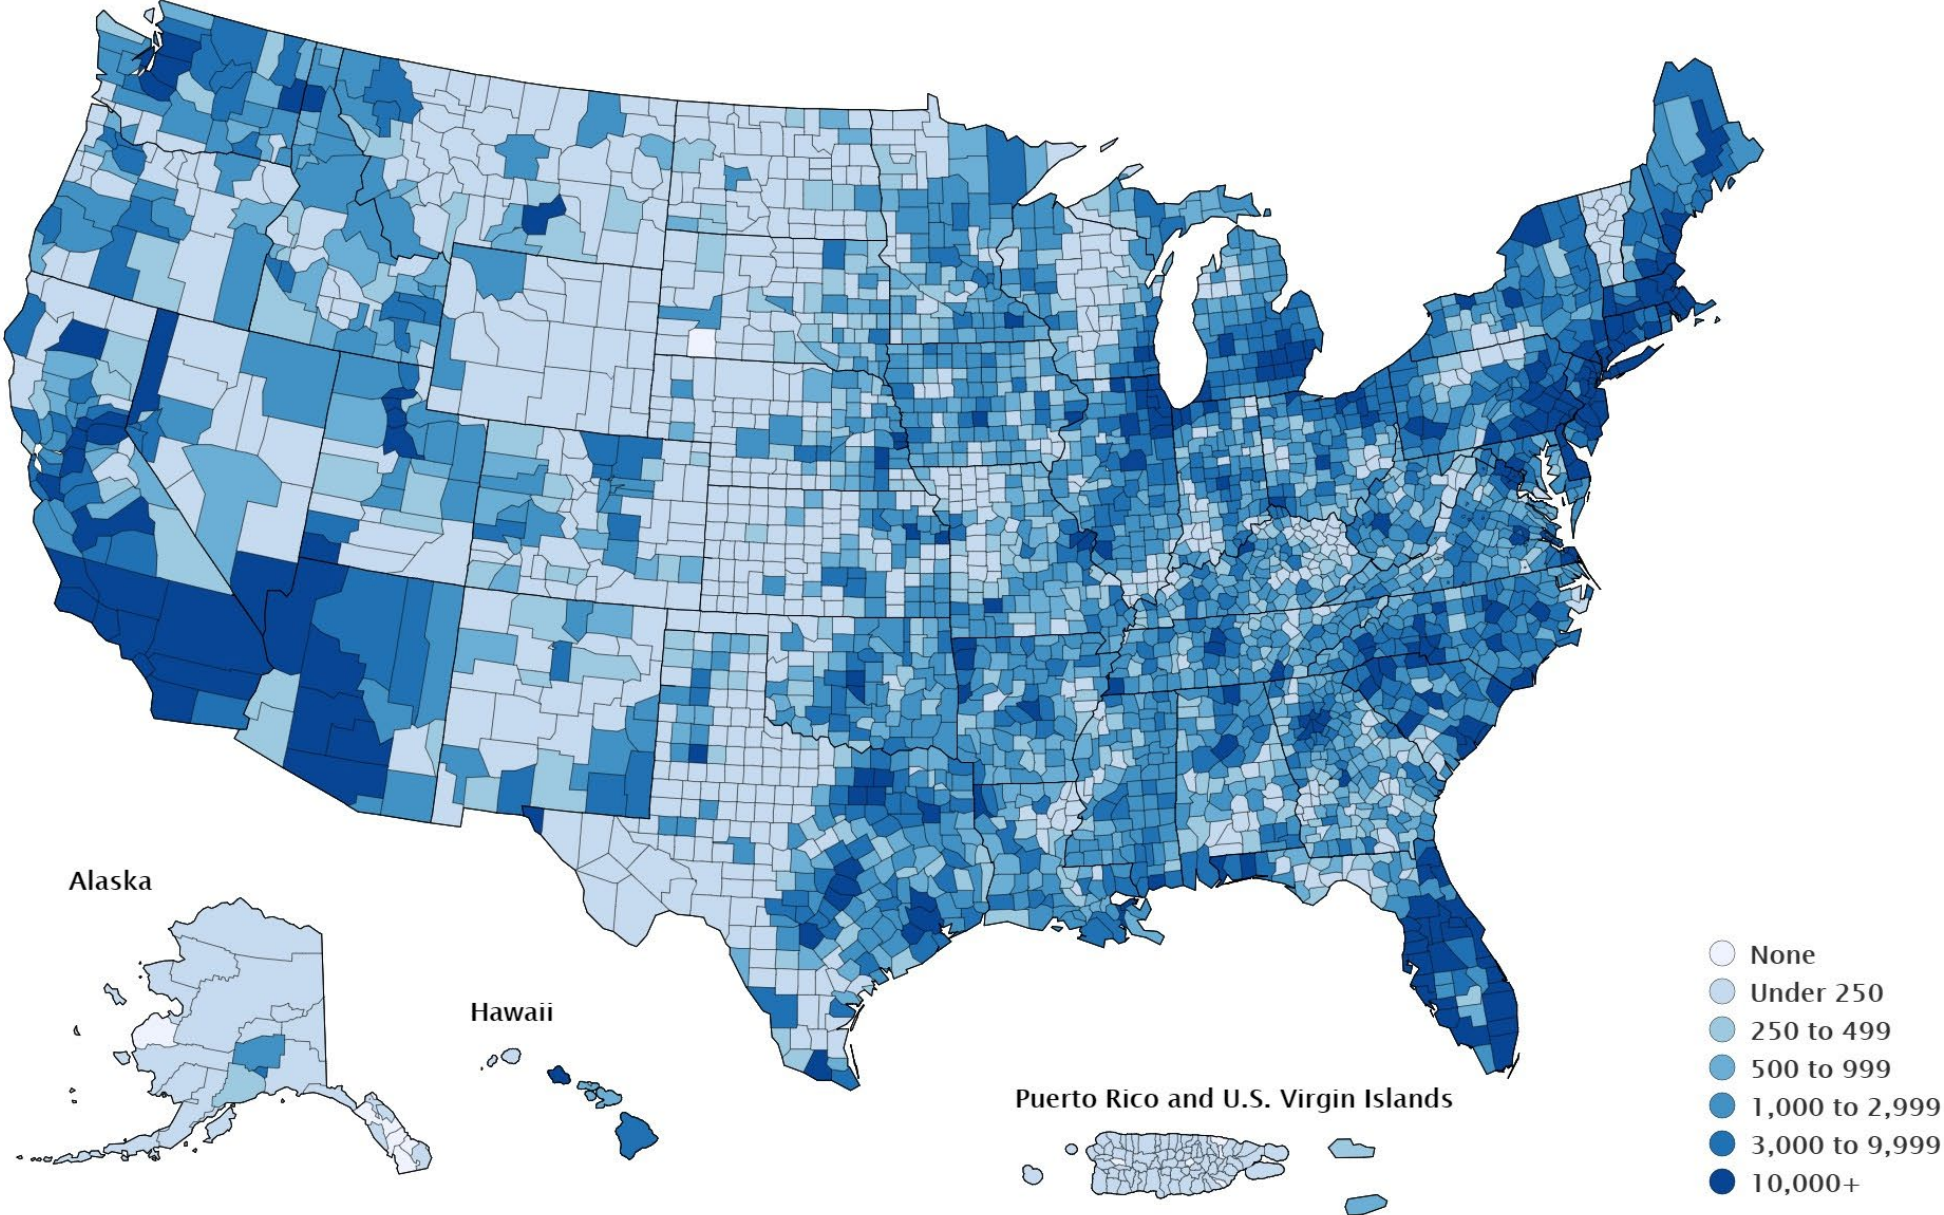 Alaska
Hawaii
Puerto Rico and U.S. Virgin Islands
None
Under 250
250 to 499
500 to 999
1,000 to 2,999
3,000 to 9,999
10,000+